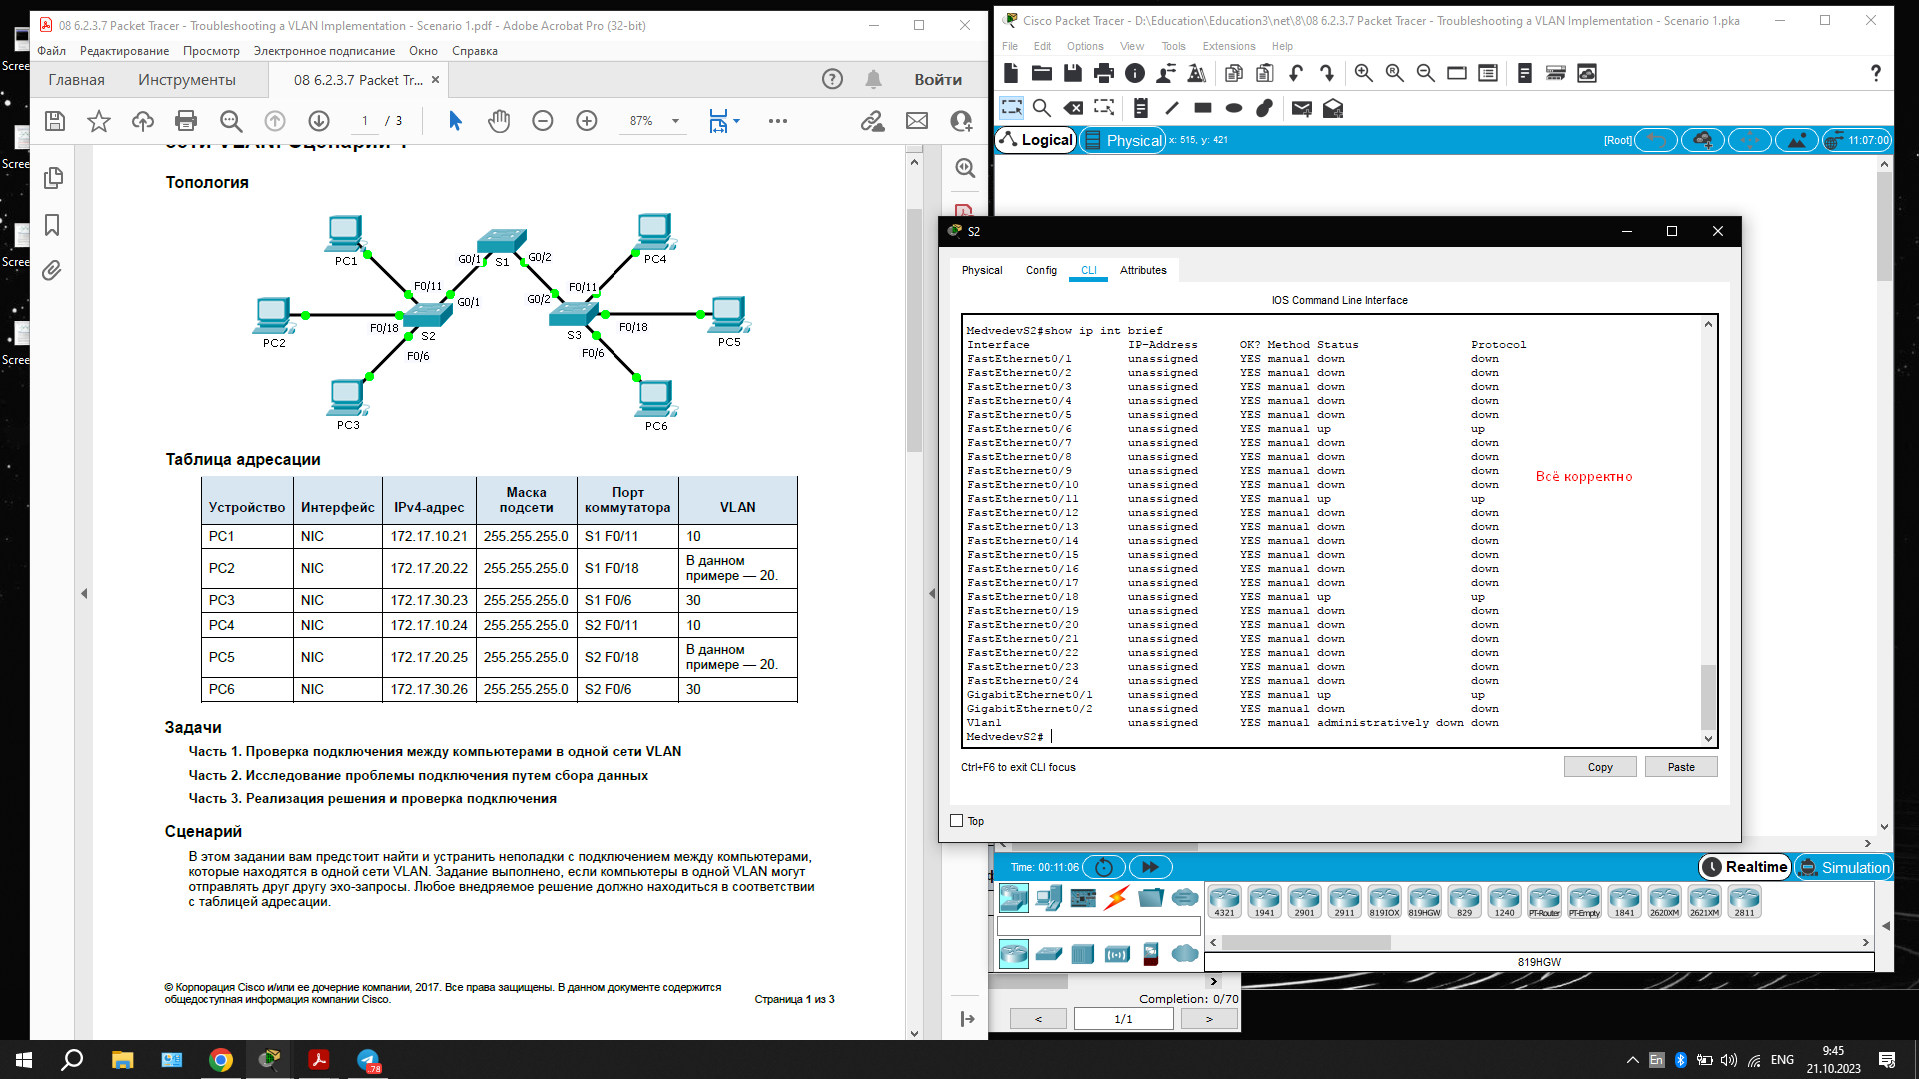 08 6.2.3.7 Packet Tracer - Troubleshooting a VLAN Implementation - Scenario 1.pdf - Adobe Acrobat Pro (32-bit)
Файл Редактирование Просмотр Электронное подписание Окно Справка
Главная Инструменты 08 6.2.3.7 Packet Tr... × Войти
1 / 3 87%
Топология
PC1
PC2
PC3
PC4
PC5
PC6
S1
S2
S3
G0/1
G0/2
F0/11
G0/1
F0/18
F0/6
G0/2
F0/11
F0/18
F0/6
Таблица адресации
Устройство Интерфейс IPv4-адрес Маска подсети Порт коммутатора VLAN
PC1 NIC 172.17.10.21 255.255.255.0 S1 F0/11 10
PC2 NIC 172.17.20.22 255.255.255.0 S1 F0/18 В данном примере — 20.
PC3 NIC 172.17.30.23 255.255.255.0 S1 F0/6 30
PC4 NIC 172.17.10.24 255.255.255.0 S2 F0/11 10
PC5 NIC 172.17.20.25 255.255.255.0 S2 F0/18 В данном примере — 20.
PC6 NIC 172.17.30.26 255.255.255.0 S2 F0/6 30
Задачи
Часть 1. Проверка подключения между компьютерами в одной сети VLAN
Часть 2. Исследование проблемы подключения путем сбора данных
Часть 3. Реализация решения и проверка подключения
Сценарий
В этом задании вам предстоит найти и устранить неполадки с подключением между компьютерами,
которые находятся в одной сети VLAN. Задание выполнено, если компьютеры в одной VLAN могут
отправлять друг другу эхо-запросы. Любое внедряемое решение должно находиться в соответствии
с таблицей адресации.
© Корпорация Cisco и/или ее дочерние компании, 2017. Все права защищены. В данном документе содержится
общедоступная информация компании Cisco. Страница 1 из 3
Cisco Packet Tracer - D:\Education\Education3\net\8\08 6.2.3.7 Packet Tracer - Troubleshooting a VLAN Implementation - Scenario 1.pka
File Edit Options View Tools Extensions Help
Logical Physical x: 515, y: 421 [Root] 11:07:00
S2
Physical Config CLI Attributes
IOS Command Line Interface
MedvedevS2#show ip int brief
Interface IP-Address OK? Method Status Protocol
FastEthernet0/1 unassigned YES manual down down
FastEthernet0/2 unassigned YES manual down down
FastEthernet0/3 unassigned YES manual down down
FastEthernet0/4 unassigned YES manual down down
FastEthernet0/5 unassigned YES manual down down
FastEthernet0/6 unassigned YES manual up up
FastEthernet0/7 unassigned YES manual down down
FastEthernet0/8 unassigned YES manual down down
FastEthernet0/9 unassigned YES manual down down
Всё корректно
FastEthernet0/10 unassigned YES manual down down
FastEthernet0/11 unassigned YES manual up up
FastEthernet0/12 unassigned YES manual down down
FastEthernet0/13 unassigned YES manual down down
FastEthernet0/14 unassigned YES manual down down
FastEthernet0/15 unassigned YES manual down down
FastEthernet0/16 unassigned YES manual down down
FastEthernet0/17 unassigned YES manual down down
FastEthernet0/18 unassigned YES manual up up
FastEthernet0/19 unassigned YES manual down down
FastEthernet0/20 unassigned YES manual down down
FastEthernet0/21 unassigned YES manual down down
FastEthernet0/22 unassigned YES manual down down
FastEthernet0/23 unassigned YES manual down down
FastEthernet0/24 unassigned YES manual down down
GigabitEthernet0/1 unassigned YES manual up up
GigabitEthernet0/2 unassigned YES manual down down
Vlan1 unassigned YES manual administratively down down
MedvedevS2#
Ctrl+F6 to exit CLI focus Copy Paste
Top
Time: 00:11:06 Realtime Simulation
4321 1941 2901 2911 819IOX 819HGW 829 1240 PT-Router PT-Empty 1841 2620XM 2621XM 2811
819HGW
Completion: 0/70
< 1/1 >
Scree
Scree
Scree
Scree
78
ENG
9:45
21.10.2023